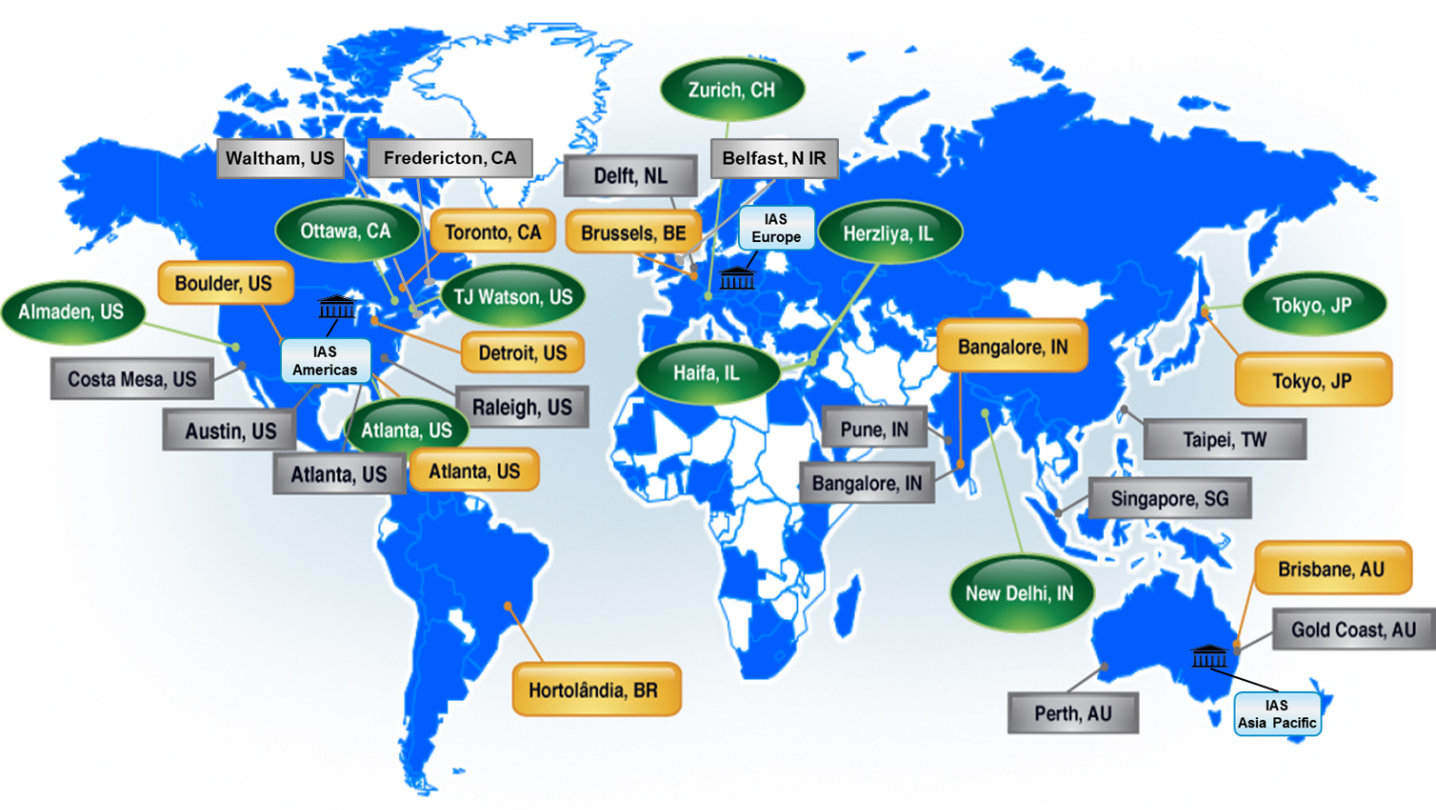 Zurich, CH
Waltham, US
Fredericton, CA
Delft, NL
Belfast, N IR
Ottawa, CA
Toronto, CA
Brussels, BE
IAS
Europe
Herzliya, IL
Boulder, US
Almaden, US
TJ Watson, US
Tokyo, JP
IAS
Americas
Detroit, US
Bangalore, IN
Costa Mesa, US
Haifa, IL
Tokyo, JP
Raleigh, US
Austin, US
Atlanta, US
Pune, IN
Taipei, TW
Atlanta, US
Atlanta, US
Bangalore, IN
Singapore, SG
New Delhi, IN
Brisbane, AU
Gold Coast, AU
Hortolândia, BR
Perth, AU
IAS
Asia Pacific